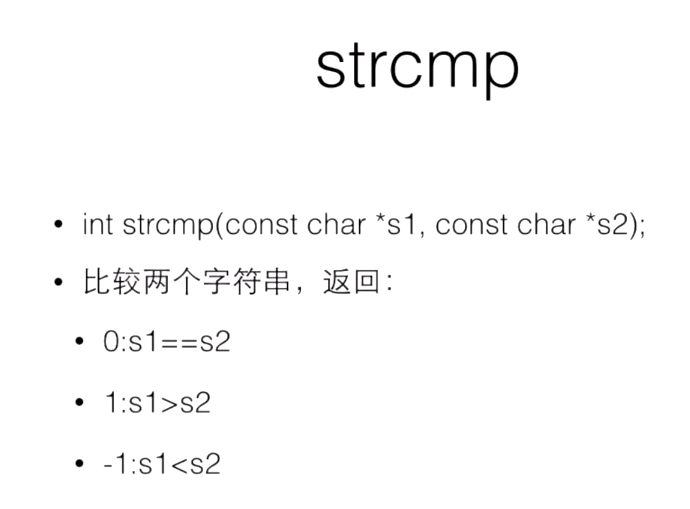 strcmp
• int strcmp(const char *s1, const char *s2);
• 比较两个字符串，返回：
• 0:s1==s2
• 1:s1>s2
• -1:s1<s2